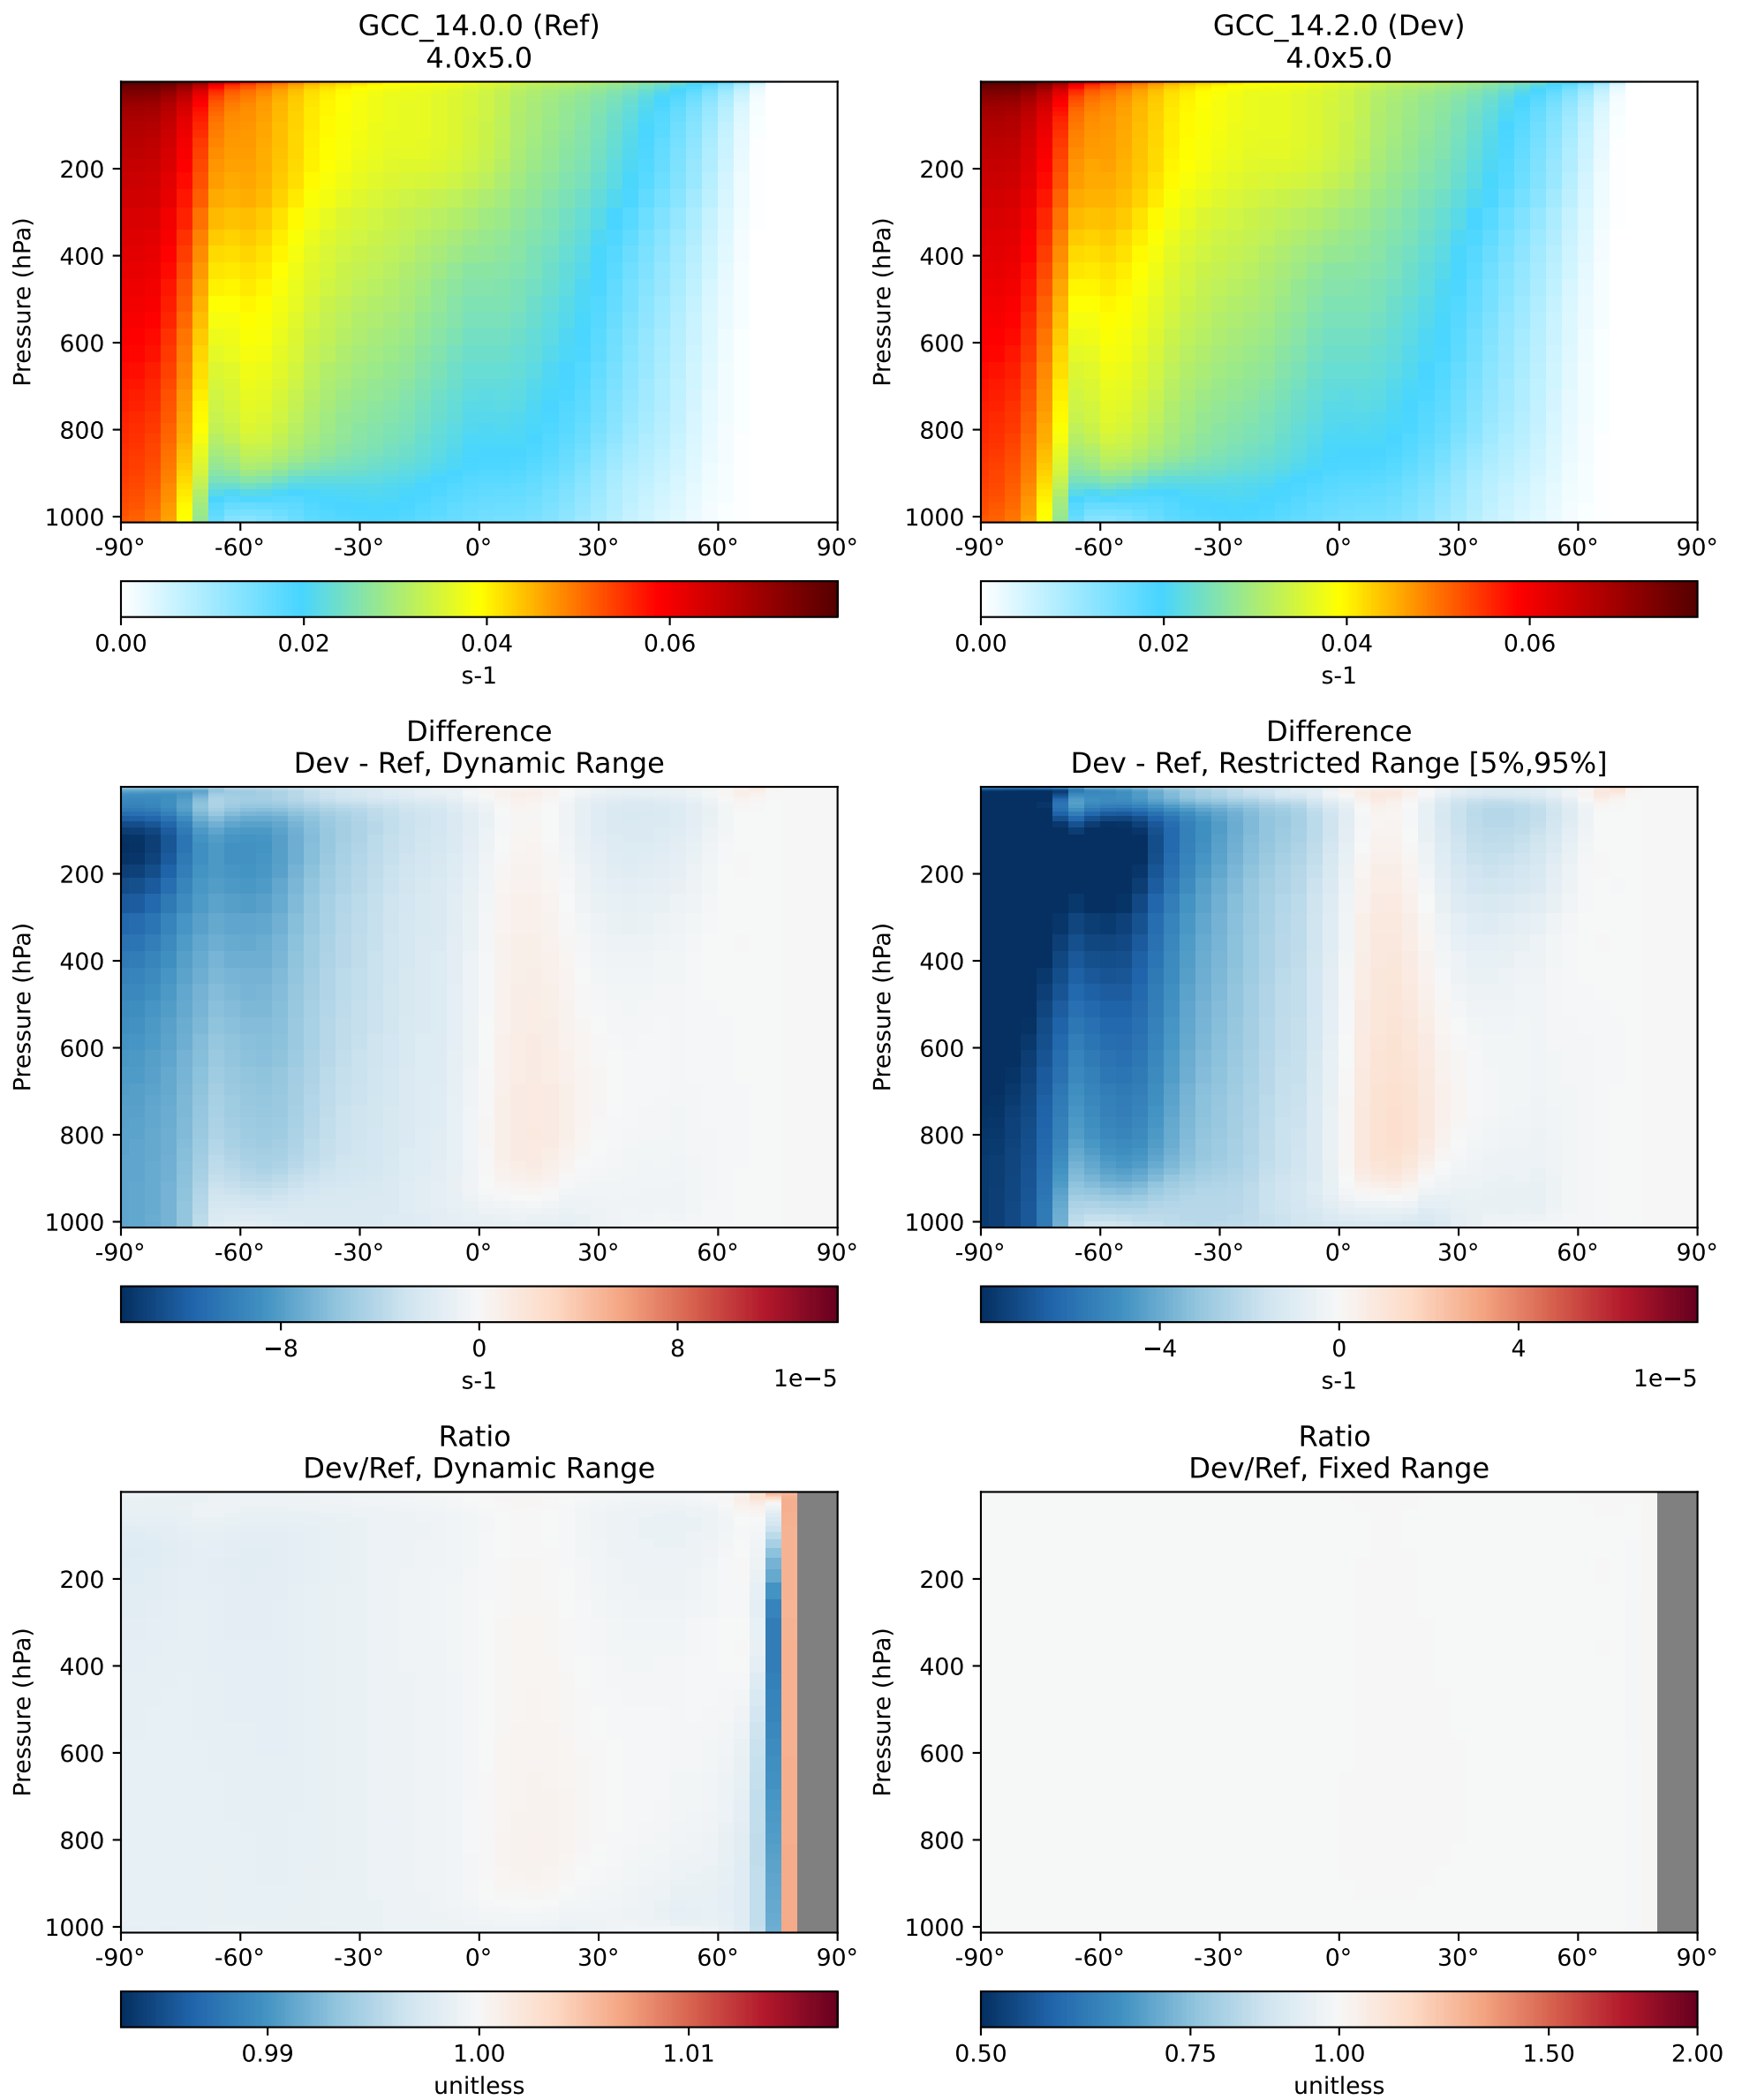 GCC_14.0.0 (Ref)
4.0x5.0
GCC_14.2.0 (Dev)
4.0x5.0
Pressure (hPa)
200
400
600
800
1000
-90° -60° -30° 0° 30° 60° 90°
0.00 0.02 0.04 0.06
s-1
Pressure (hPa)
200
400
600
800
1000
-90° -60° -30° 0° 30° 60° 90°
0.00 0.02 0.04 0.06
s-1
Difference
Dev - Ref, Dynamic Range
Pressure (hPa)
200
400
600
800
1000
-90° -60° -30° 0° 30° 60° 90°
−8 0 8
s-1 1e−5
Difference
Dev - Ref, Restricted Range [5%,95%]
Pressure (hPa)
200
400
600
800
1000
-90° -60° -30° 0° 30° 60° 90°
−4 0 4
s-1 1e−5
Ratio
Dev/Ref, Dynamic Range
Pressure (hPa)
200
400
600
800
1000
-90° -60° -30° 0° 30° 60° 90°
0.99 1.00 1.01
unitless
Ratio
Dev/Ref, Fixed Range
Pressure (hPa)
200
400
600
800
1000
-90° -60° -30° 0° 30° 60° 90°
0.50 0.75 1.00 1.50 2.00
unitless